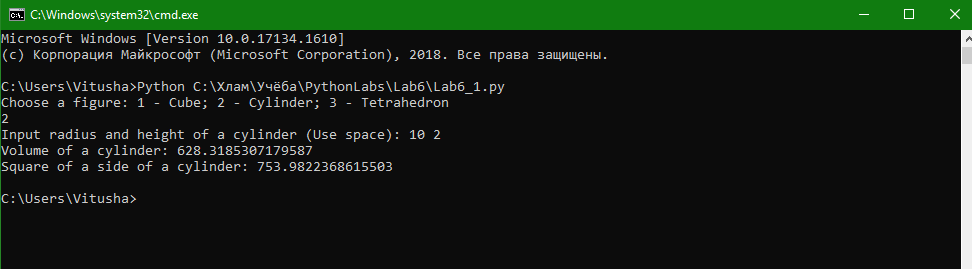 C:\Windows\system32\cmd.exe
Microsoft Windows [Version 10.0.17134.1610]
(c) Корпорация Майкрософт (Microsoft Corporation), 2018. Все права защищены.
C:\Users\Vitusha>Python C:\Хлам\Учёба\PythonLabs\Lab6\Lab6_1.py
Choose a figure: 1 - Cube; 2 - Cylinder; 3 - Tetrahedron
2
Input radius and height of a cylinder (Use space): 10 2
Volume of a cylinder: 628.3185307179587
Square of a side of a cylinder: 753.9822368615503
C:\Users\Vitusha>